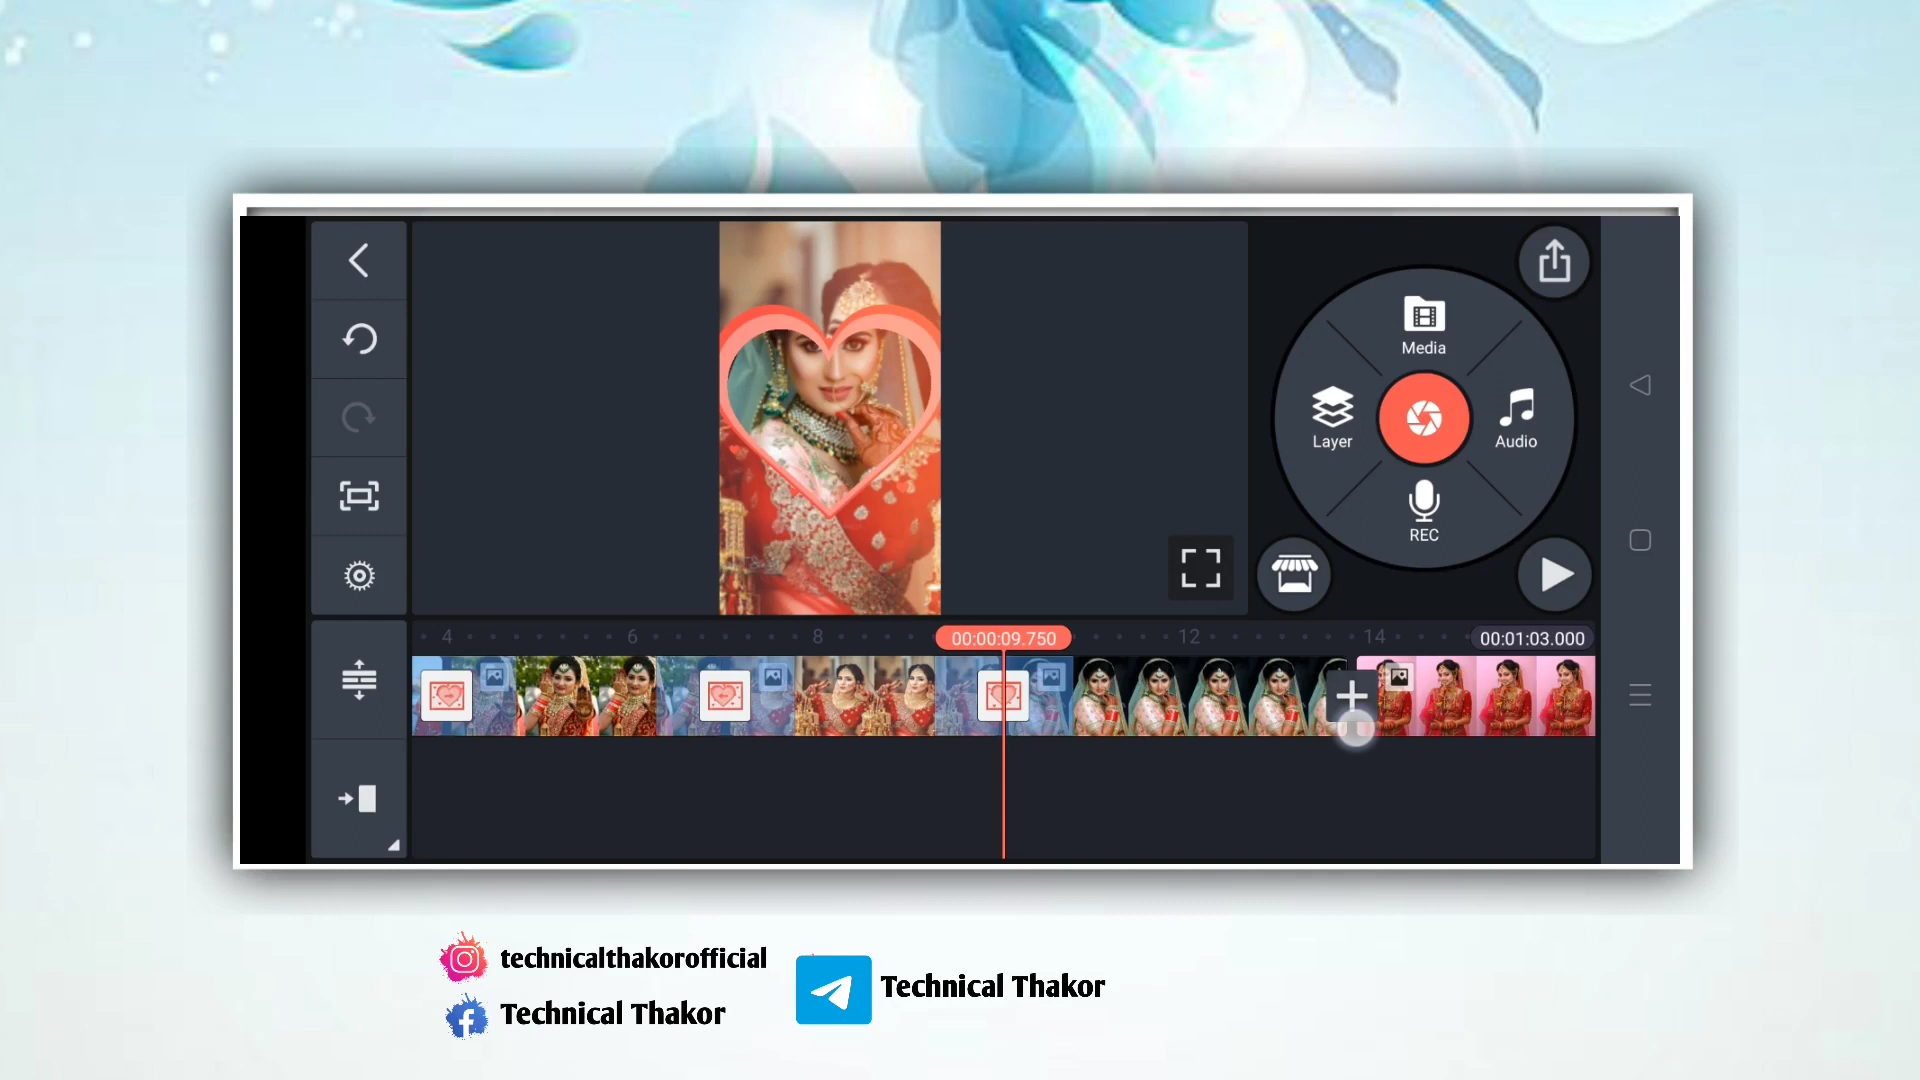 Media
Layer
Audio
REC
4
6
8
00:00:09.750
12
14
00:01:03.000
technicalthakorofficial
Technical Thakor
Technical Thakor